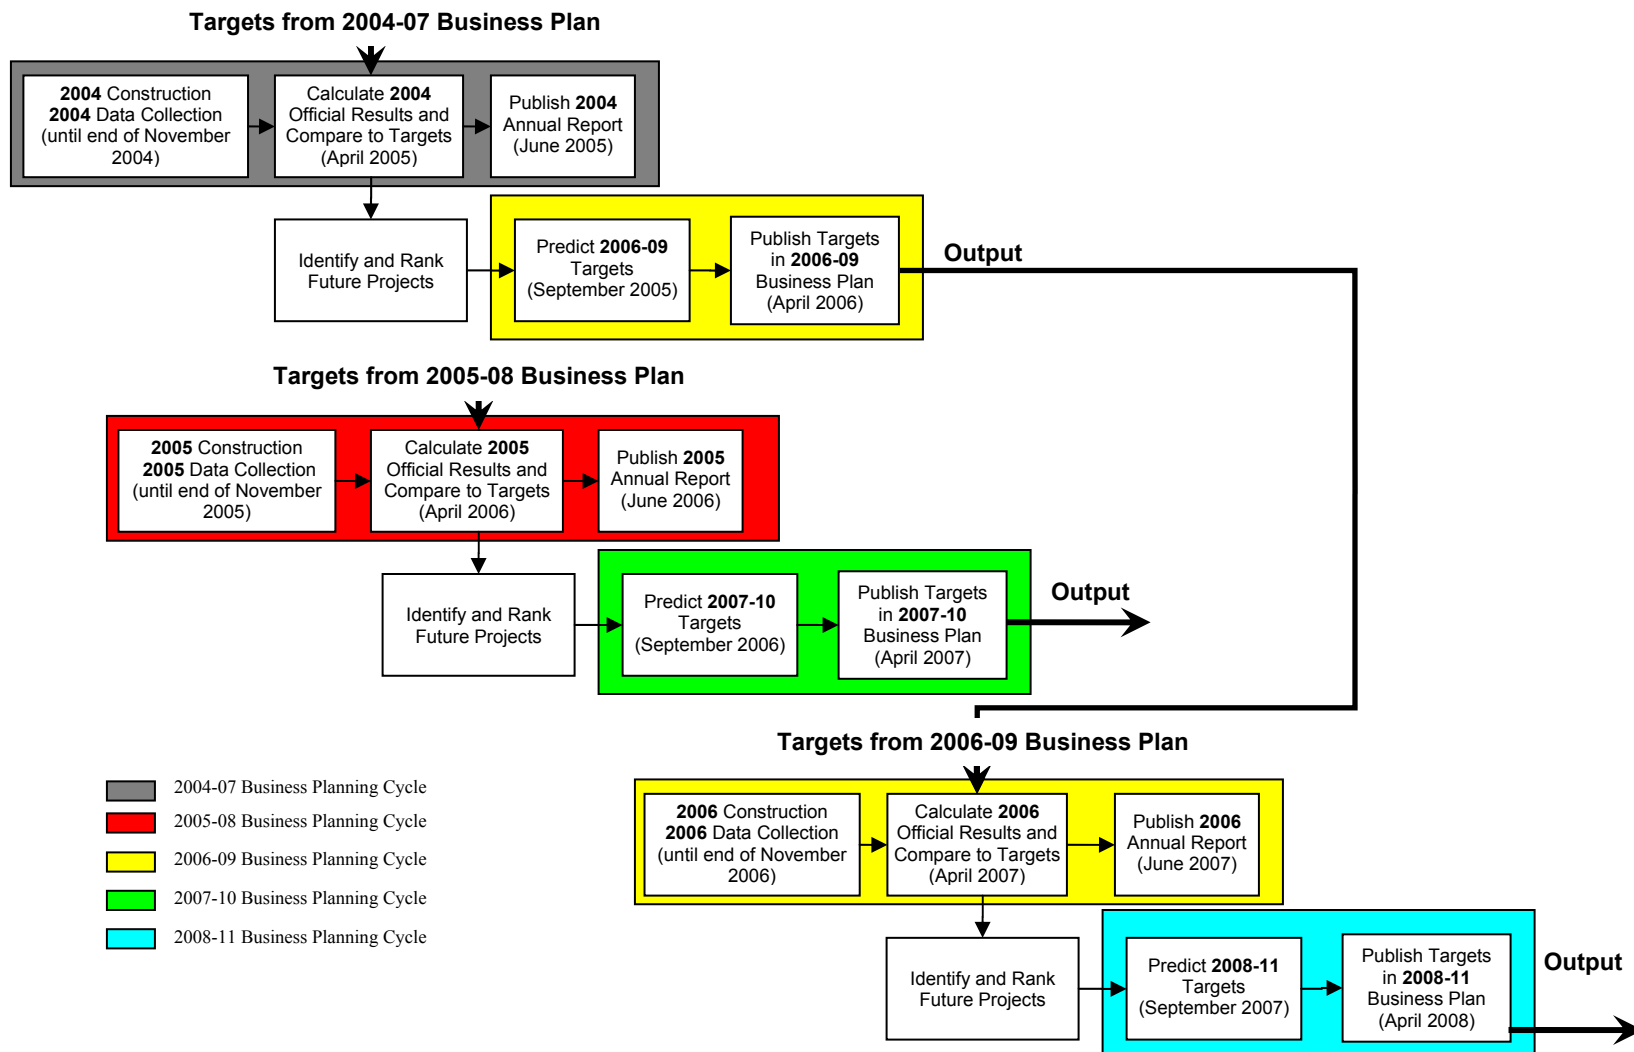 Targets from 2004-07 Business Plan
2004 Construction
2004 Data Collection
(until end of November
2004)
Calculate 2004
Official Results and
Compare to Targets
(April 2005)
Publish 2004
Annual Report
(June 2005)
Identify and Rank
Future Projects
Predict 2006-09
Targets
(September 2005)
Publish Targets
in 2006-09
Business Plan
(April 2006)
Output
Targets from 2005-08 Business Plan
2005 Construction
2005 Data Collection
(until end of November
2005)
Calculate 2005
Official Results and
Compare to Targets
(April 2006)
Publish 2005
Annual Report
(June 2006)
Identify and Rank
Future Projects
Predict 2007-10
Targets
(September 2006)
Publish Targets
in 2007-10
Business Plan
(April 2007)
Output
Targets from 2006-09 Business Plan
2006 Construction
2006 Data Collection
(until end of November
2006)
Calculate 2006
Official Results and
Compare to Targets
(April 2007)
Publish 2006
Annual Report
(June 2007)
Identify and Rank
Future Projects
Predict 2008-11
Targets
(September 2007)
Publish Targets
in 2008-11
Business Plan
(April 2008)
Output
2004-07 Business Planning Cycle
2005-08 Business Planning Cycle
2006-09 Business Planning Cycle
2007-10 Business Planning Cycle
2008-11 Business Planning Cycle